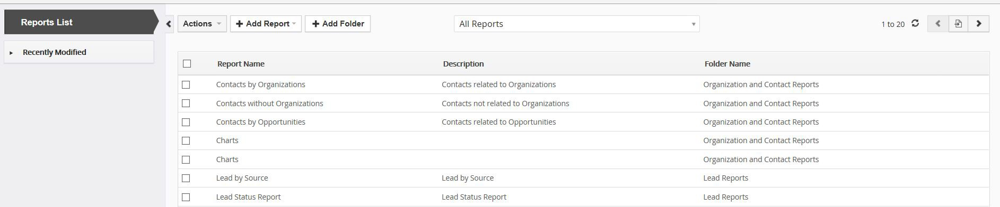 Reports List
Recently Modified
Actions Add Report Add Folder All Reports 1 to 20
Report Name Description Folder Name
Contacts by Organizations Contacts related to Organizations Organization and Contact Reports
Contacts without Organizations Contacts not related to Organizations Organization and Contact Reports
Contacts by Opportunities Contacts related to Opportunities Organization and Contact Reports
Charts Organization and Contact Reports
Charts Organization and Contact Reports
Lead by Source Lead by Source Lead Reports
Lead Status Report Lead Status Report Lead Reports